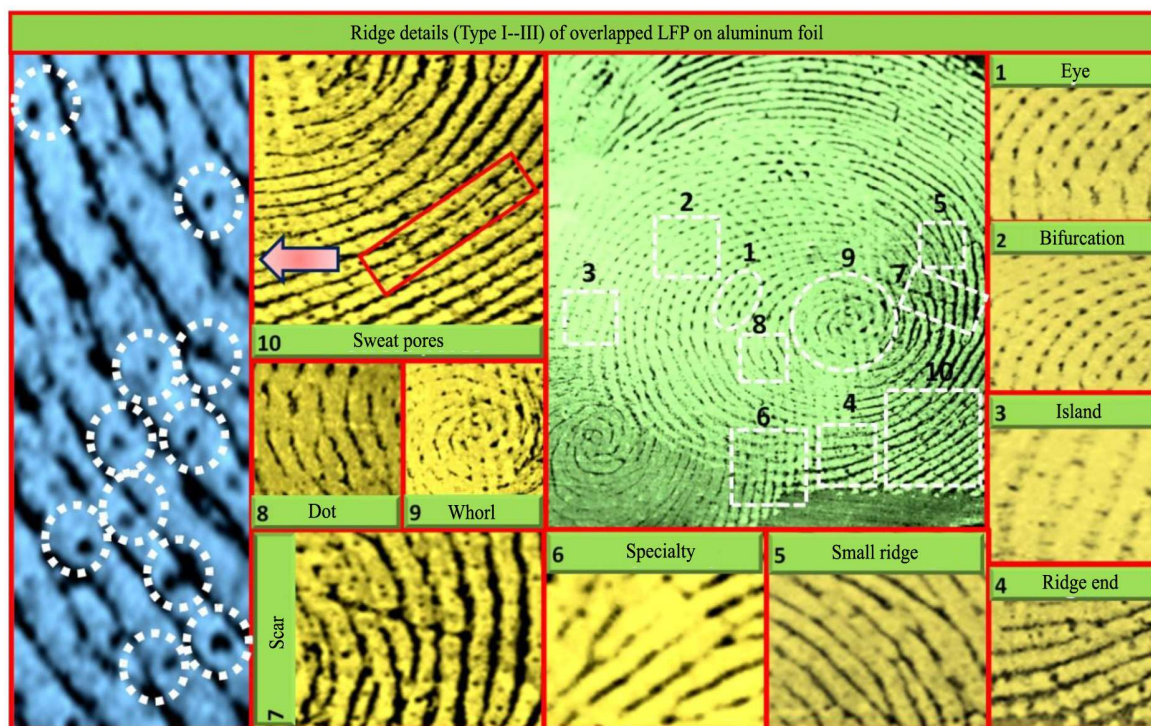 Ridge details (Type I--III) of overlapped LFP on aluminum foil
1 Eye
2 Bifurcation
3 Island
4 Ridge end
5 Small ridge
6 Specialty
7 Scar
8 Dot
9 Whorl
10 Sweat pores
1
2
3
4
5
6
7
8
9
10